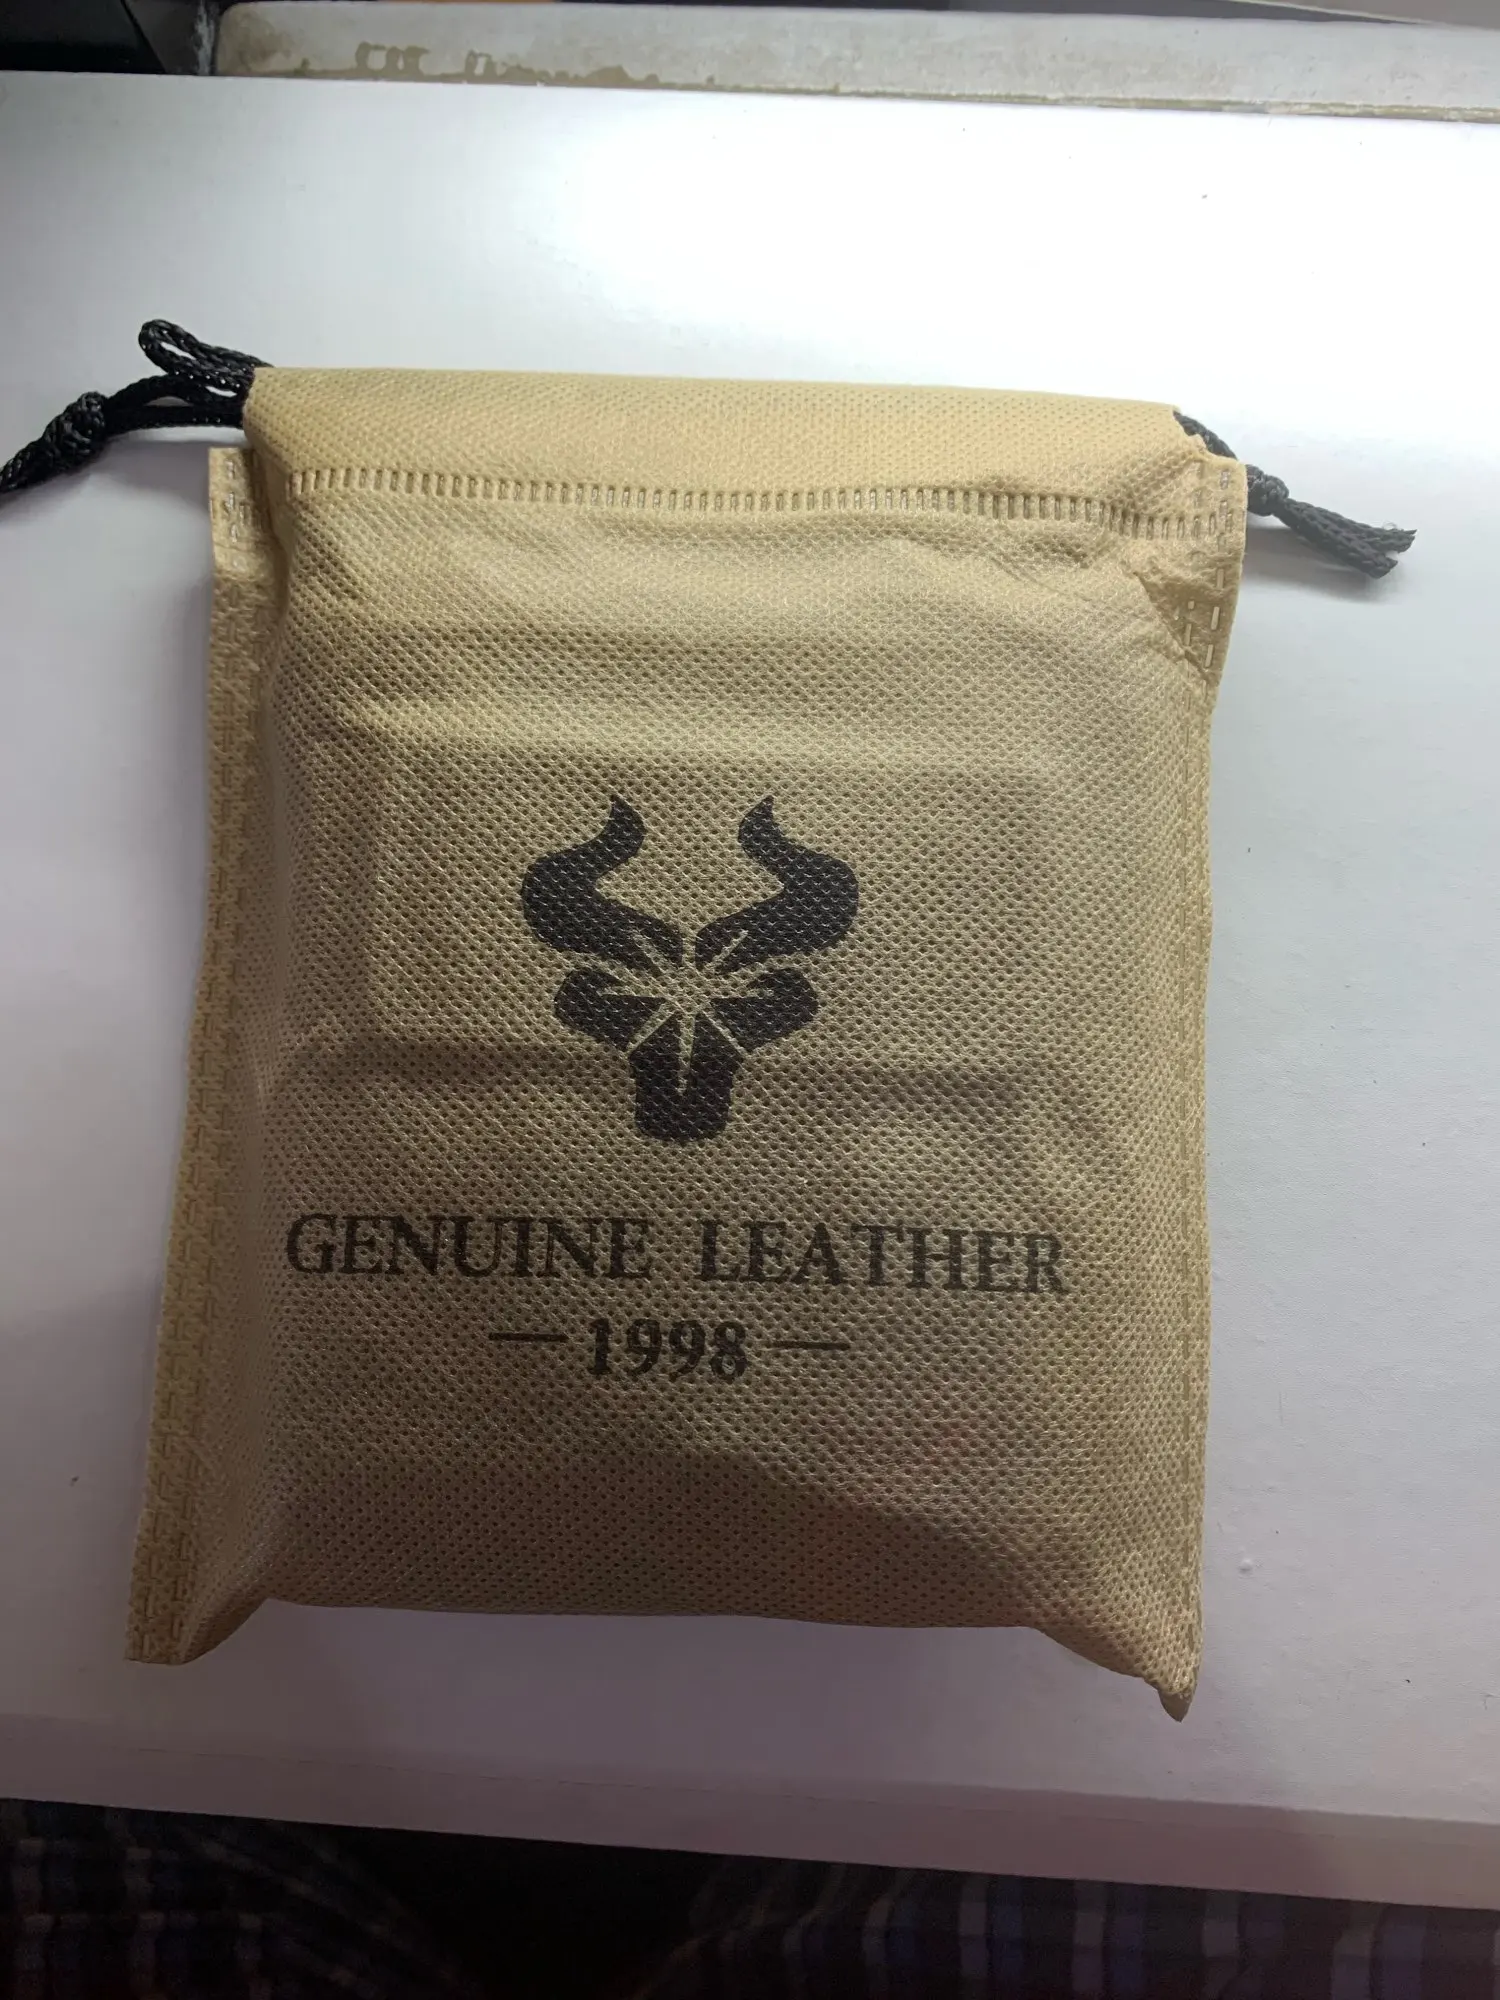 GENUINE LEATHER
— 1998 —